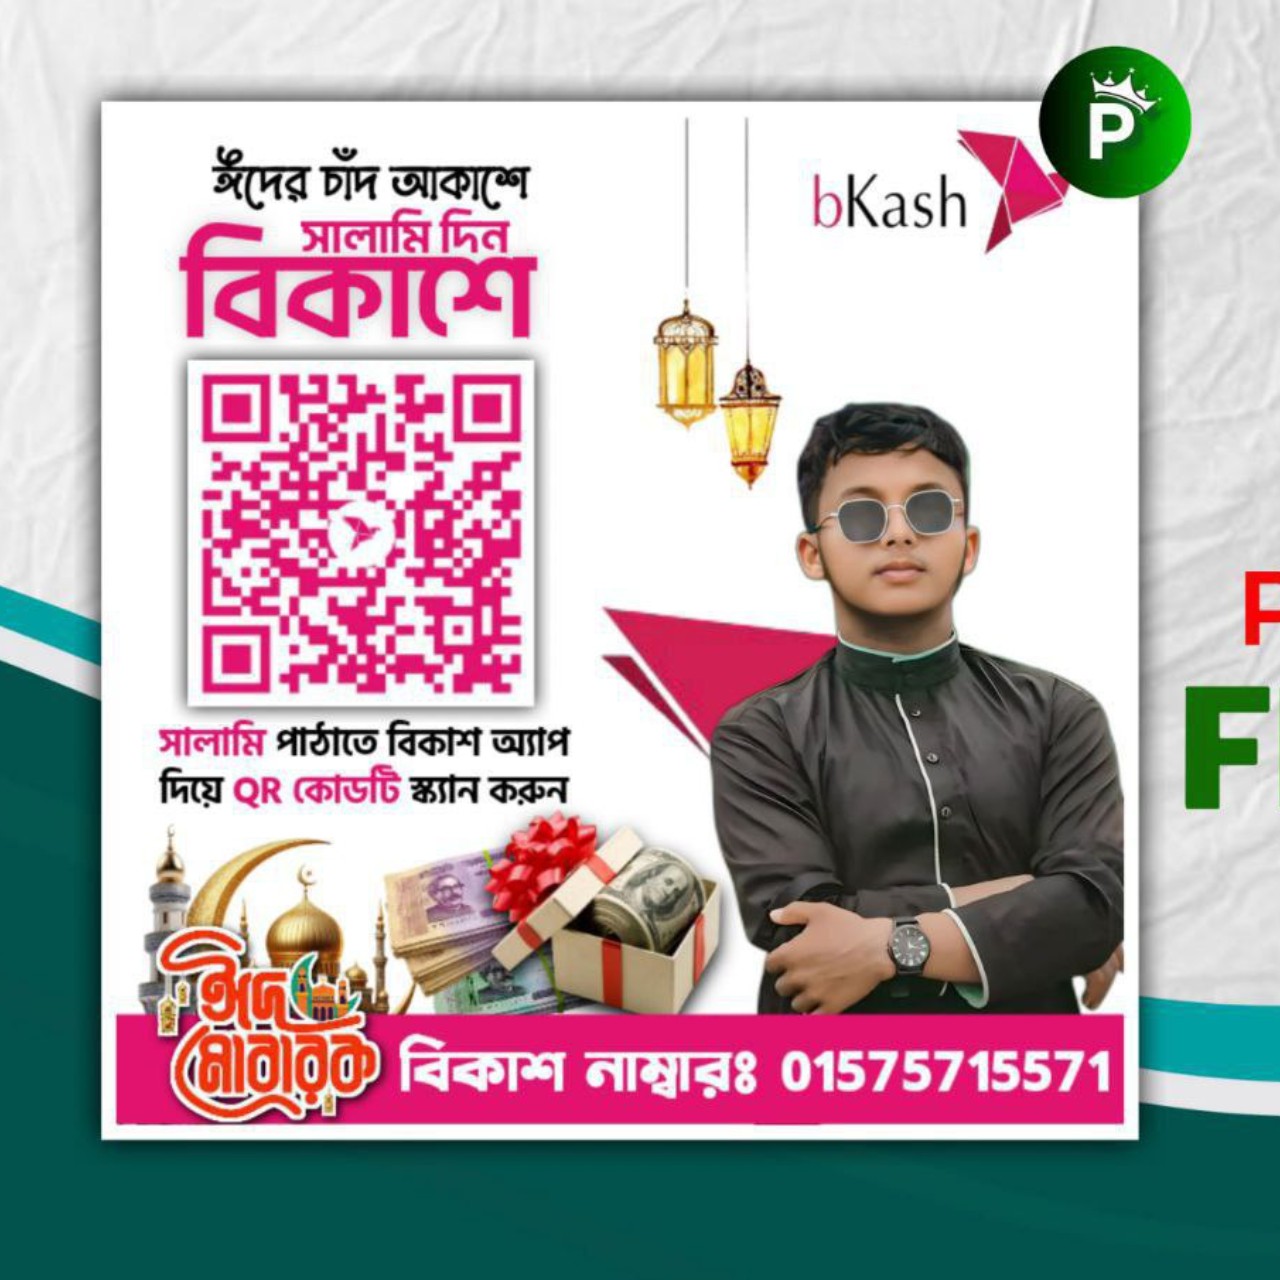 P
bKash
ঈদের চাঁদ আকাশে
সালামি দিন
বিকাশে
সালামি পাঠাতে বিকাশ অ্যাপ
দিয়ে QR কোডটি স্ক্যান করুন
P
F
ঈদ
মোবারক
বিকাশ নাম্বারঃ 01575715571